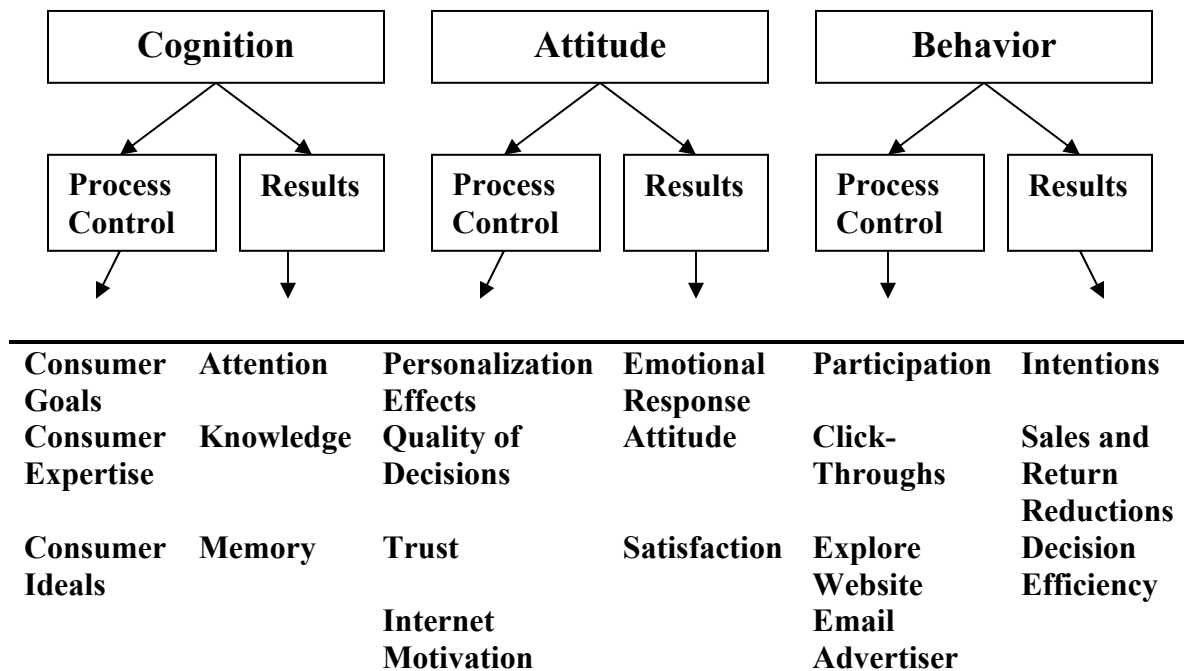 Cognition Attitude Behavior
Process Results Process Results Process Results
Control Control Control
Consumer Attention Personalization Emotional Participation Intentions
Goals Effects Response
Consumer Knowledge Quality of Attitude Click- Sales and
Expertise Decisions Throughs Return
Reductions
Consumer Memory Trust Satisfaction Explore Decision
Ideals Website Efficiency
Internet Email
Motivation Advertiser